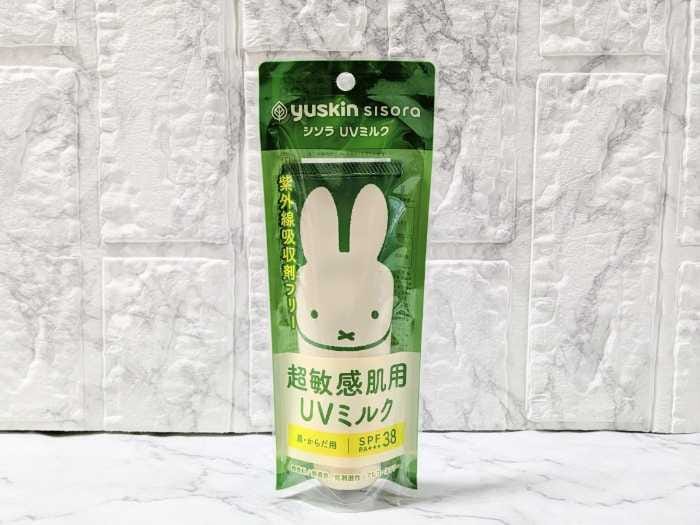 yuskin sisora
シソラ UVミルク
紫外線吸収剤フリー
超敏感肌用
UVミルク
顔・からだ用
SPF38
PA+++